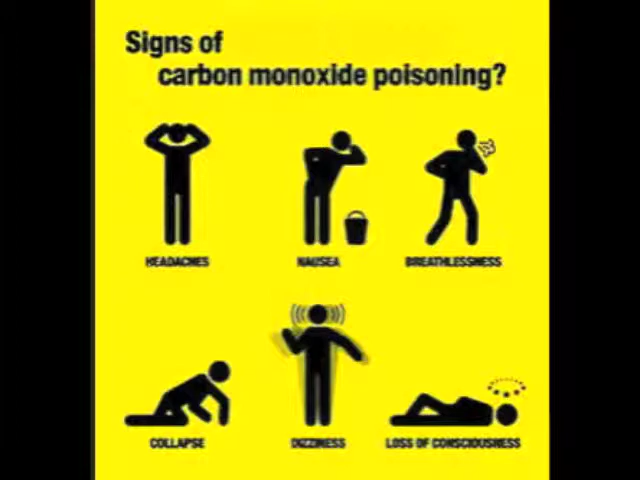 Signs of
carbon monoxide poisoning?
HEADACHES
NAUSEA
BREATHLESSNESS
COLLAPSE
DIZZINESS
LOSS OF CONSCIOUSNESS